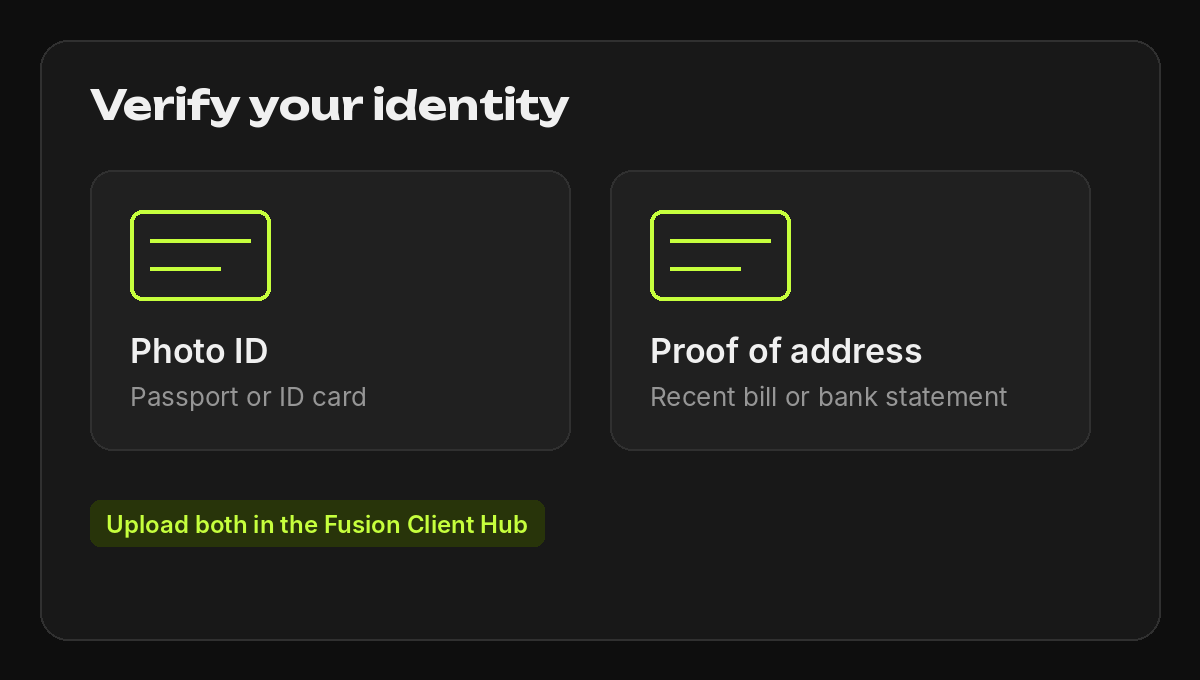 Verify your identity
Photo ID
Passport or ID card
Proof of address
Recent bill or bank statement
Upload both in the Fusion Client Hub